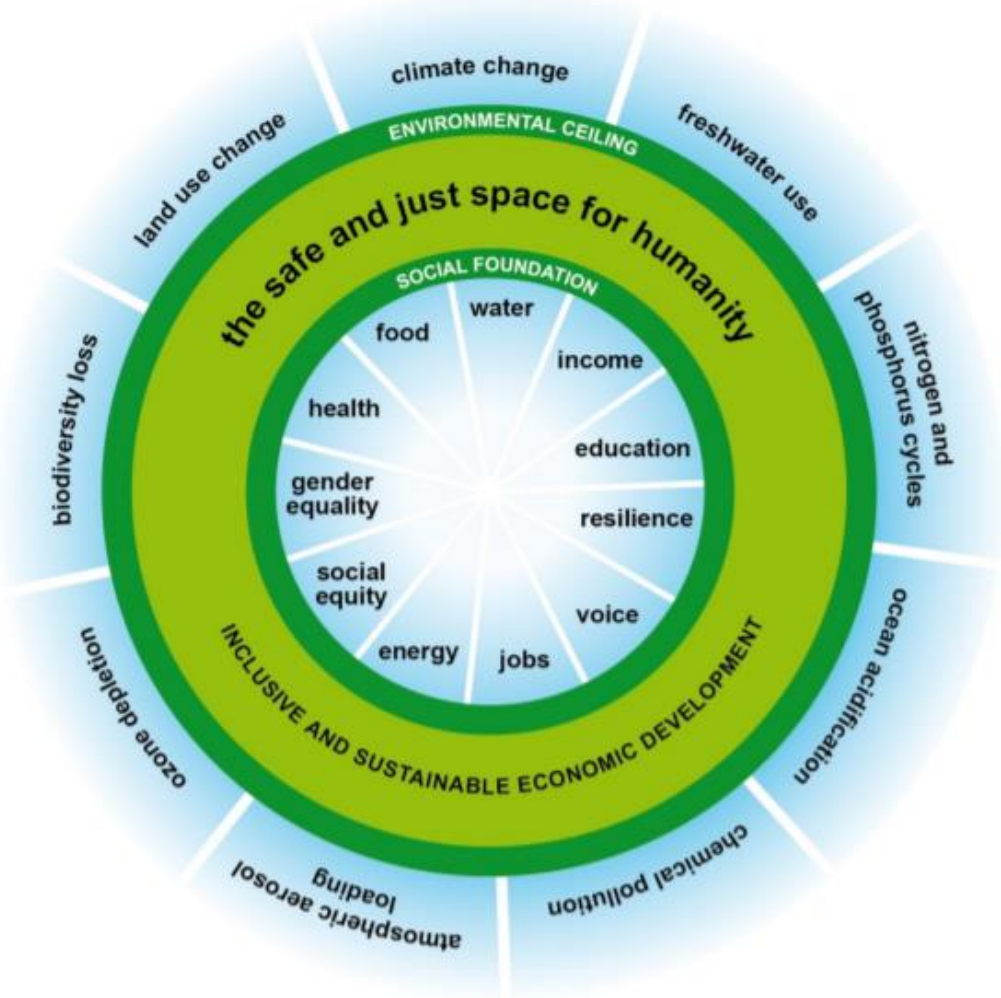 climate change
freshwater use
nitrogen and
phosphorus cycles
ocean acidification
chemical pollution
atmospheric aerosol
loading
ozone depletion
biodiversity loss
land use change
ENVIRONMENTAL CEILING
the safe and just space for humanity
SOCIAL FOUNDATION
water
income
education
resilience
voice
jobs
energy
social
equity
gender
equality
health
food
INCLUSIVE AND SUSTAINABLE ECONOMIC DEVELOPMENT